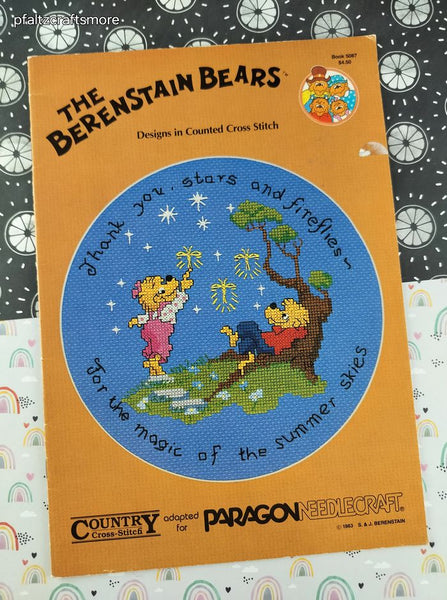 pfaltzcraftsmore
Book 5087
$4.50
THE
BERENSTAIN BEARS™
Designs in Counted Cross Stitch
Thank you, stars and fireflies~
for the magic of the summer skies
COUNTRY
Cross-Stitch
adapted
for
PARAGON NEEDLECRAFT®
© 1983 S. & J. BERENSTAIN